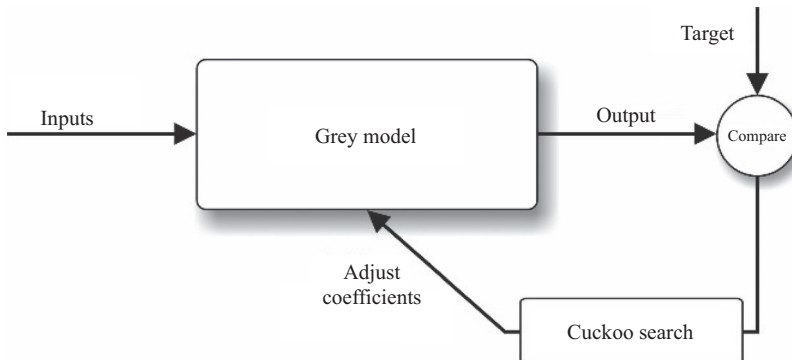 Target
Inputs
Grey model
Output
Compare
Adjust
coefficients
Cuckoo search